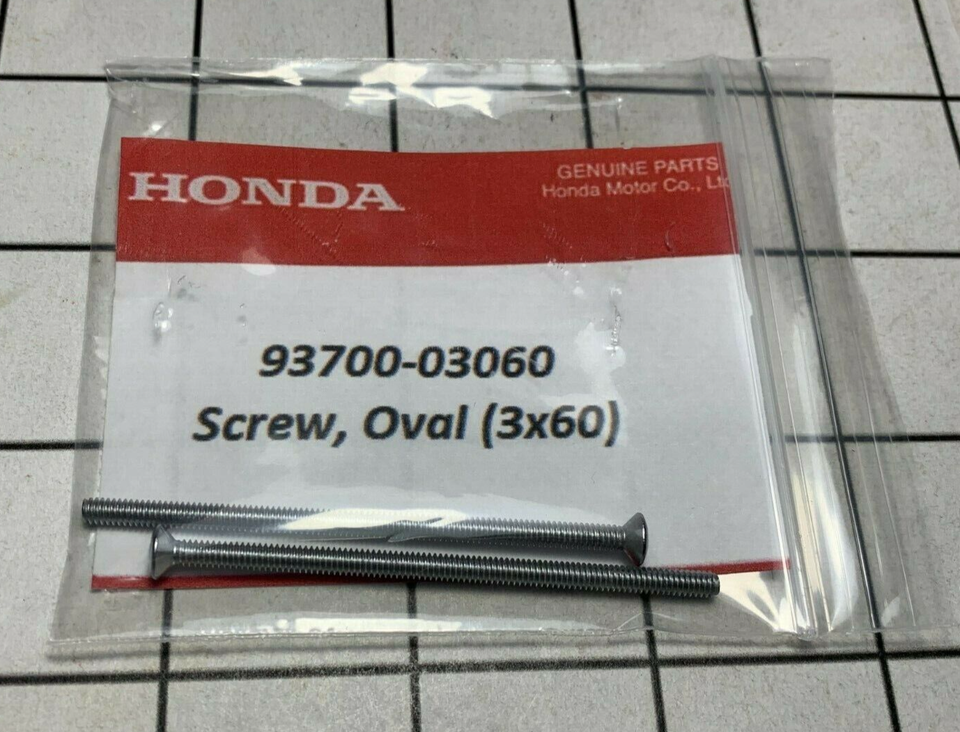 HONDA
GENUINE PARTS
Honda Motor Co., Ltd
93700-03060
Screw, Oval (3x60)